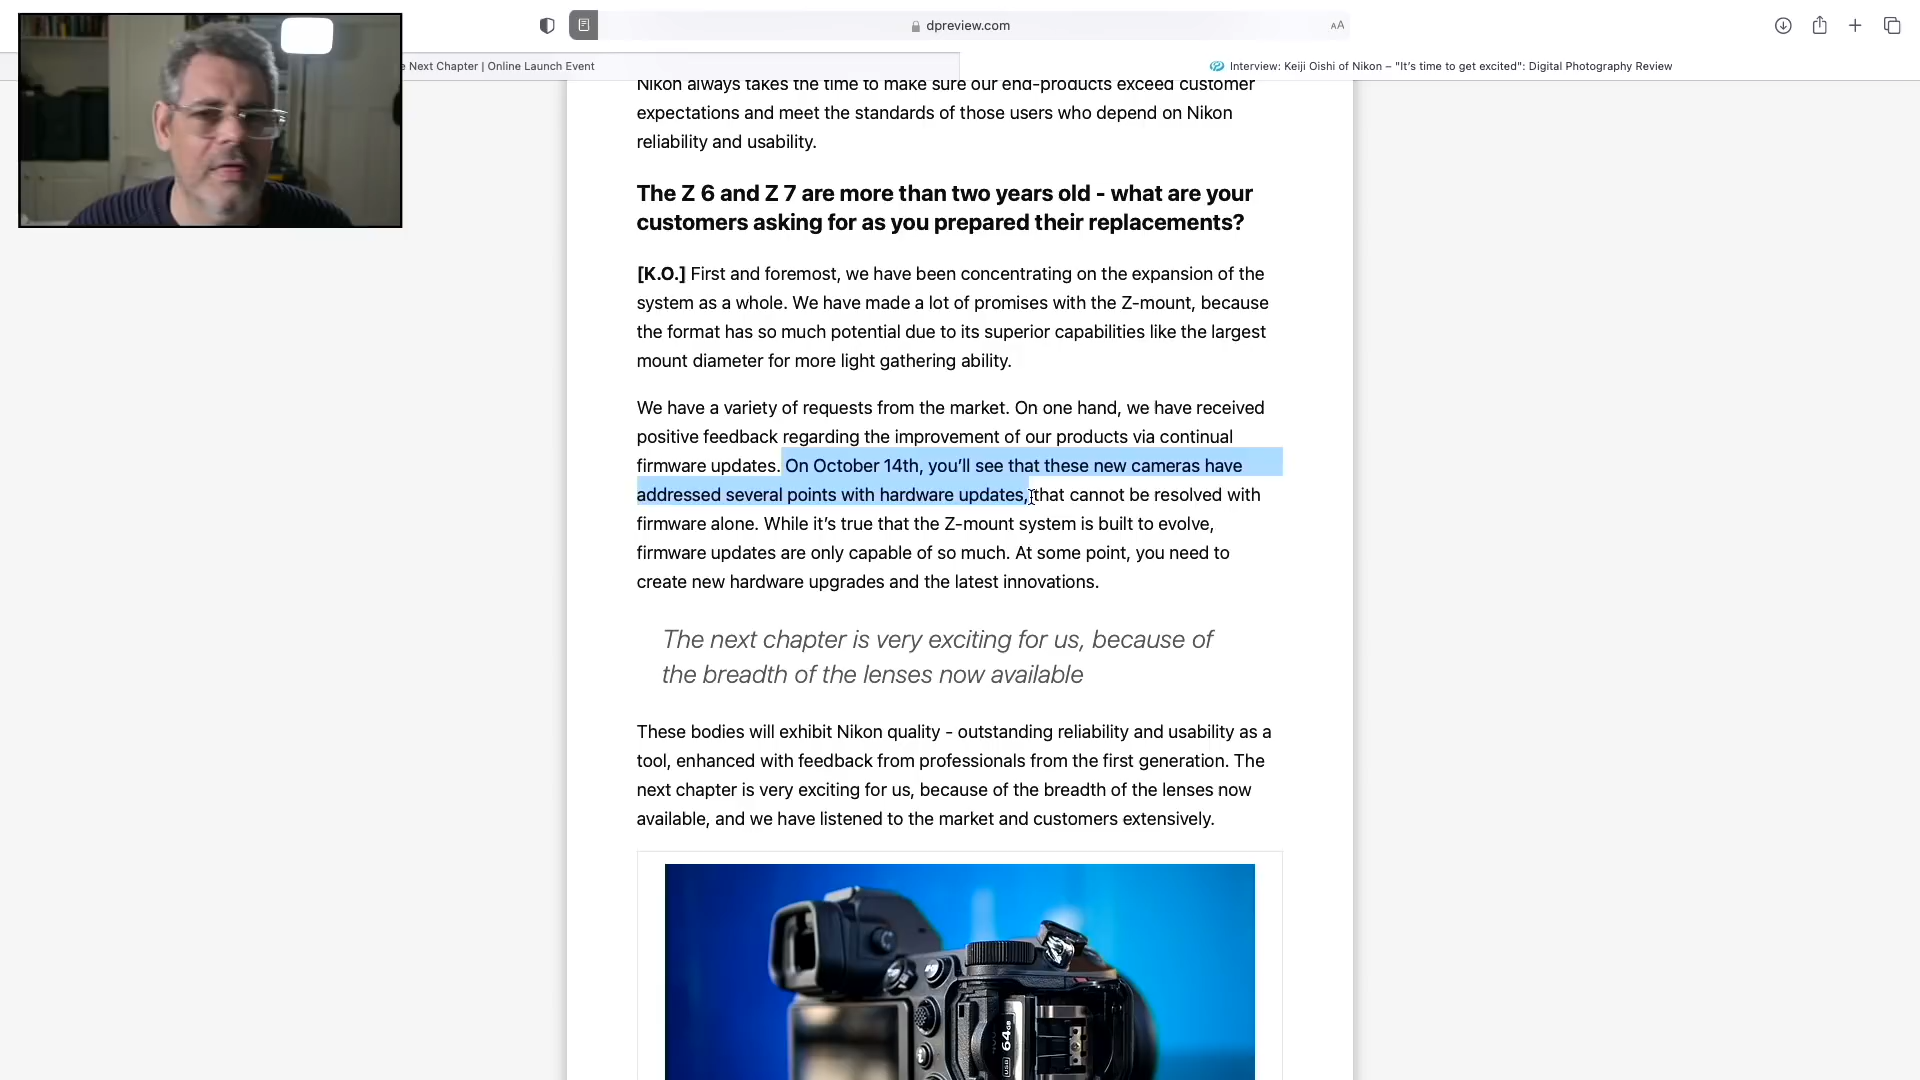 dpreview.com
AA
e Next Chapter | Online Launch Event
Interview: Keiji Oishi of Nikon – "It's time to get excited": Digital Photography Review
Nikon always takes the time to make sure our end-products exceed customer
expectations and meet the standards of those users who depend on Nikon
reliability and usability.
The Z 6 and Z 7 are more than two years old - what are your
customers asking for as you prepared their replacements?
[K.O.] First and foremost, we have been concentrating on the expansion of the
system as a whole. We have made a lot of promises with the Z-mount, because
the format has so much potential due to its superior capabilities like the largest
mount diameter for more light gathering ability.
We have a variety of requests from the market. On one hand, we have received
positive feedback regarding the improvement of our products via continual
firmware updates. On October 14th, you’ll see that these new cameras have
addressed several points with hardware updates, that cannot be resolved with
firmware alone. While it’s true that the Z-mount system is built to evolve,
firmware updates are only capable of so much. At some point, you need to
create new hardware upgrades and the latest innovations.
The next chapter is very exciting for us, because of
the breadth of the lenses now available
These bodies will exhibit Nikon quality - outstanding reliability and usability as a
tool, enhanced with feedback from professionals from the first generation. The
next chapter is very exciting for us, because of the breadth of the lenses now
available, and we have listened to the market and customers extensively.
64GB